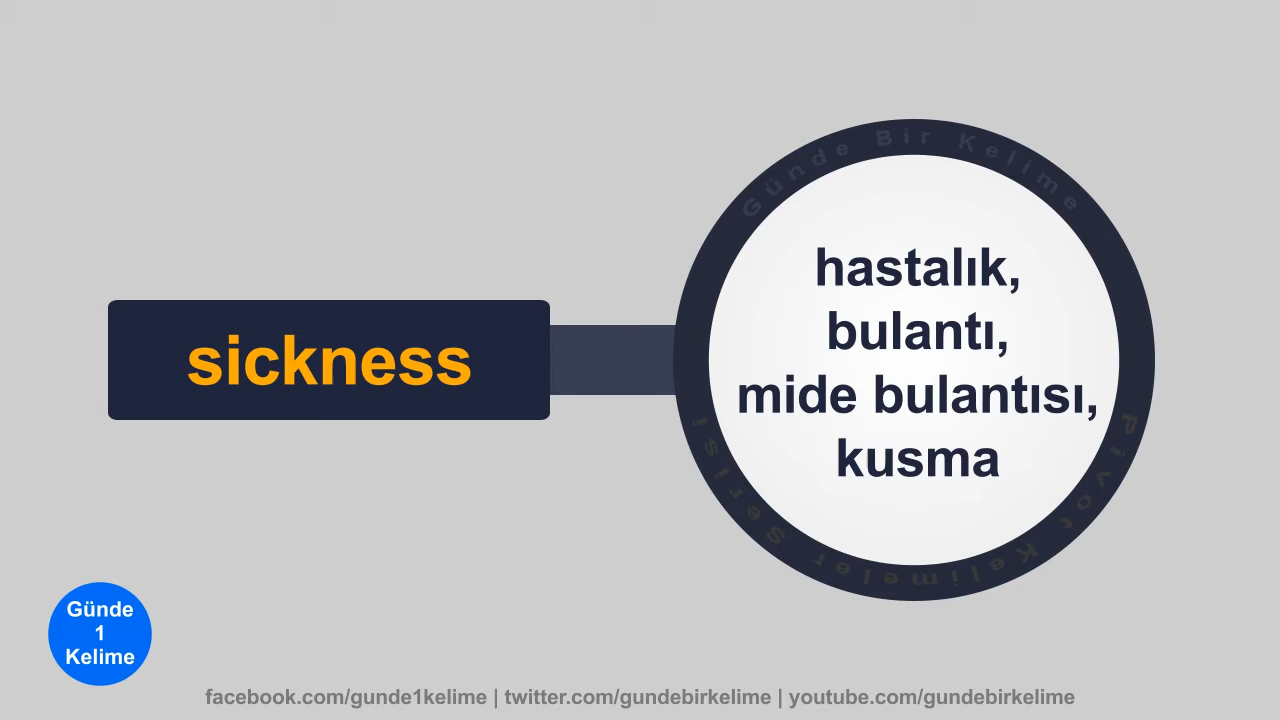 Günde Bir Kelime
hastalık,
bulantı,
mide bulantısı,
kusma
sickness
Pivot Kelimeler Serisi
Günde
1
Kelime
facebook.com/gunde1kelime | twitter.com/gundebirkelime | youtube.com/gundebirkelime